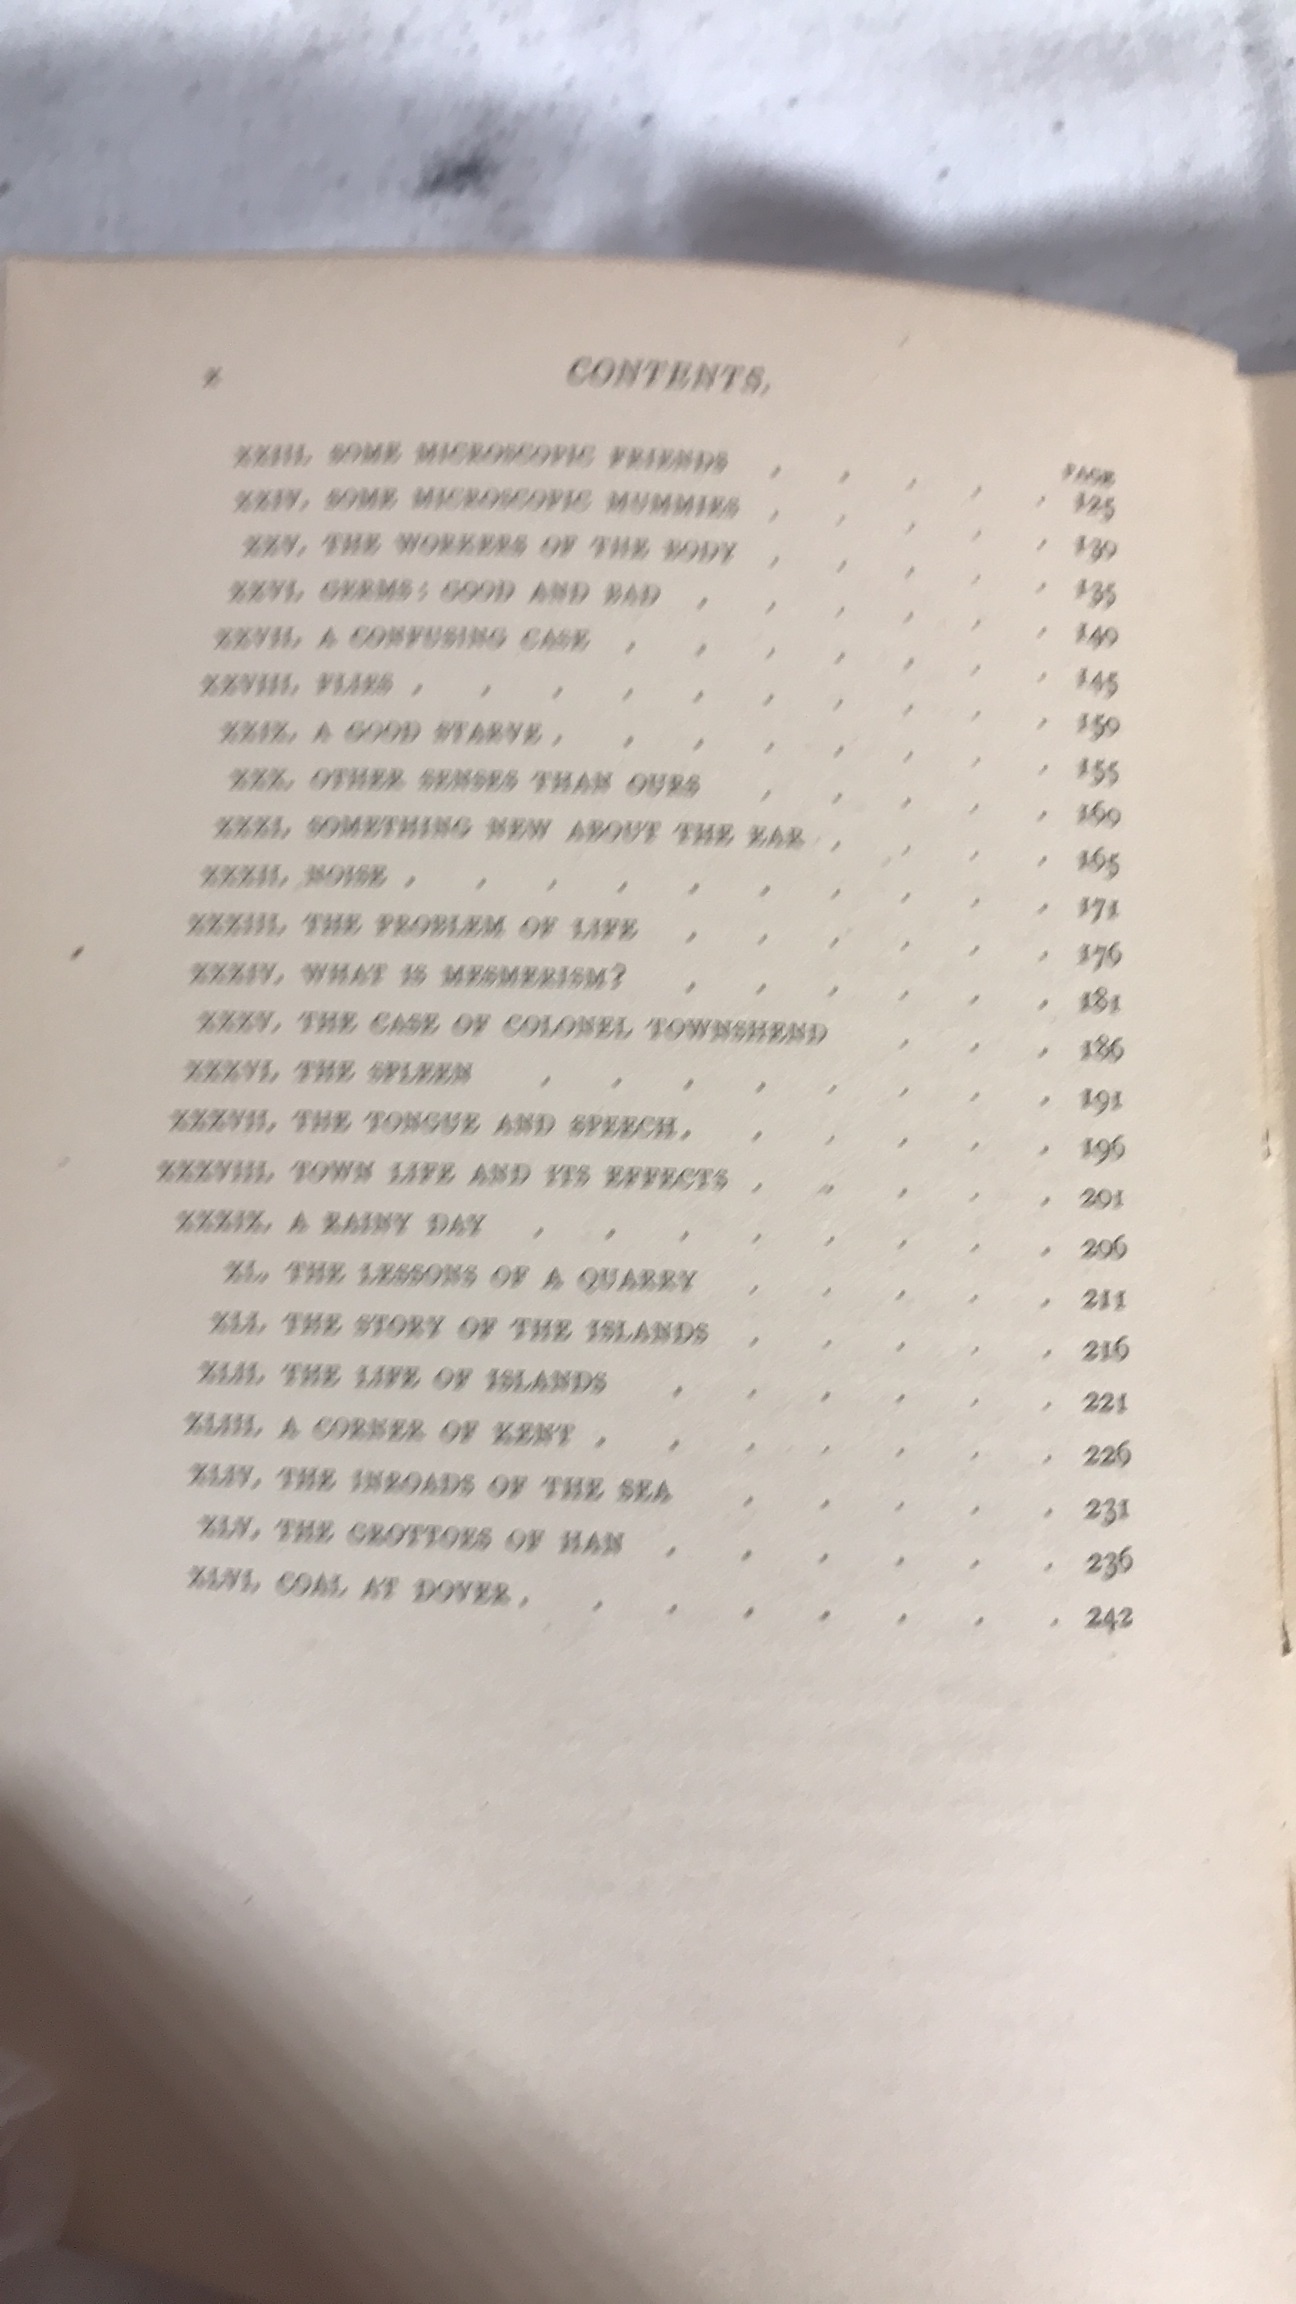 x CONTENTS.
PAGE
XXIII. SOME MICROSCOPIC FRIENDS . . . . . 125
XXIV. SOME MICROSCOPIC MUMMIES . . . . . 130
XXV. THE WORKERS OF THE BODY . . . . . 135
XXVI. GERMS: GOOD AND BAD . . . . . . 140
XXVII. A CONFUSING CASE . . . . . . . 145
XXVIII. FLIES . . . . . . . . . . 150
XXIX. A GOOD STARVE . . . . . . . . 155
XXX. OTHER SENSES THAN OURS . . . . . 160
XXXI. SOMETHING NEW ABOUT THE EAR . . . . 165
XXXII. NOISE . . . . . . . . . . 171
XXXIII. THE PROBLEM OF LIFE . . . . . . 176
XXXIV. WHAT IS MESMERISM? . . . . . . 181
XXXV. THE CASE OF COLONEL TOWNSHEND . . . 186
XXXVI. THE SPLEEN . . . . . . . . 191
XXXVII. THE TONGUE AND SPEECH . . . . . . 196
XXXVIII. TOWN LIFE AND ITS EFFECTS . . . . . 201
XXXIX. A RAINY DAY . . . . . . . . 206
XL. THE LESSONS OF A QUARRY . . . . . 211
XLI. THE STORY OF THE ISLANDS . . . . . 216
XLII. THE LIFE OF ISLANDS . . . . . . 221
XLIII. A CORNER OF KENT . . . . . . . 226
XLIV. THE INROADS OF THE SEA . . . . . 231
XLV. THE GROTTOES OF HAN . . . . . . 236
XLVI. COAL AT DOVER . . . . . . . . 242